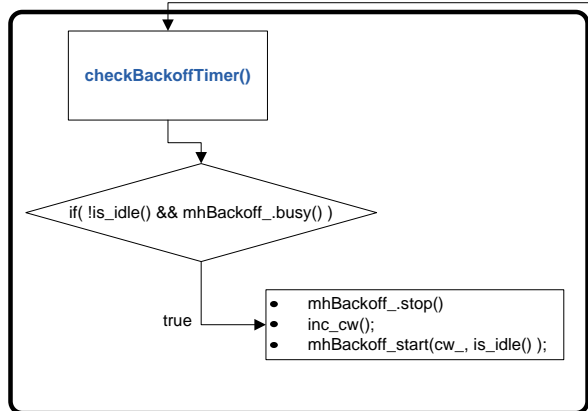 checkBackoffTimer()
if( !is_idle() && mhBackoff_.busy() )
true
• mhBackoff_.stop()
• inc_cw();
• mhBackoff_start(cw_, is_idle() );